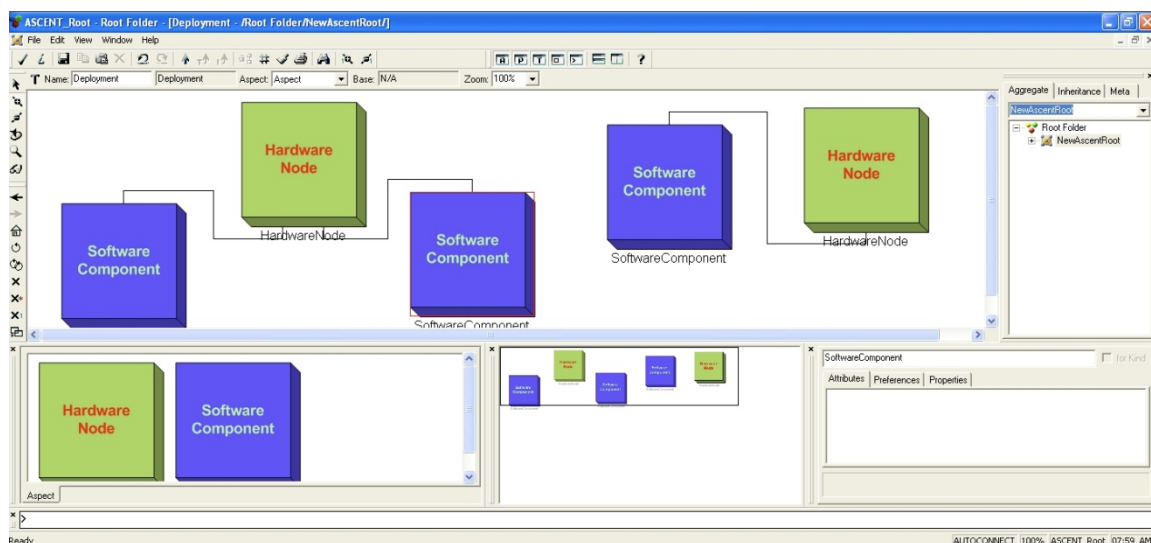 ASCENT_Root - Root Folder - [Deployment - /Root Folder/NewAscentRoot/]
File Edit View Window Help
Name: Deployment Deployment Aspect: Aspect Base: N/A Zoom: 100%
Aggregate Inheritance Meta
NewAscentRoot
Root Folder
NewAscentRoot
Hardware
Node
HardwareNode
Software
Component
Software
Component
SoftwareComponent
Software
Component
SoftwareComponent
Hardware
Node
HardwareNode
Hardware
Node
Software
Component
Aspect
SoftwareComponent for Kind
Attributes Preferences Properties
>
Ready
AUTOCONNECT 100% ASCENT_Root 07:59 AM